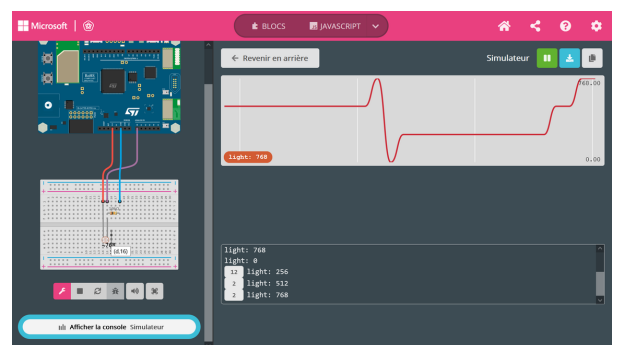 Microsoft
BLOCS
JAVASCRIPT
Revenir en arrière
Simulateur
768.00
light: 768
0.00
light: 768
light: 0
12 light: 256
2 light: 512
2 light: 768
(d,16)
Afficher la console Simulateur